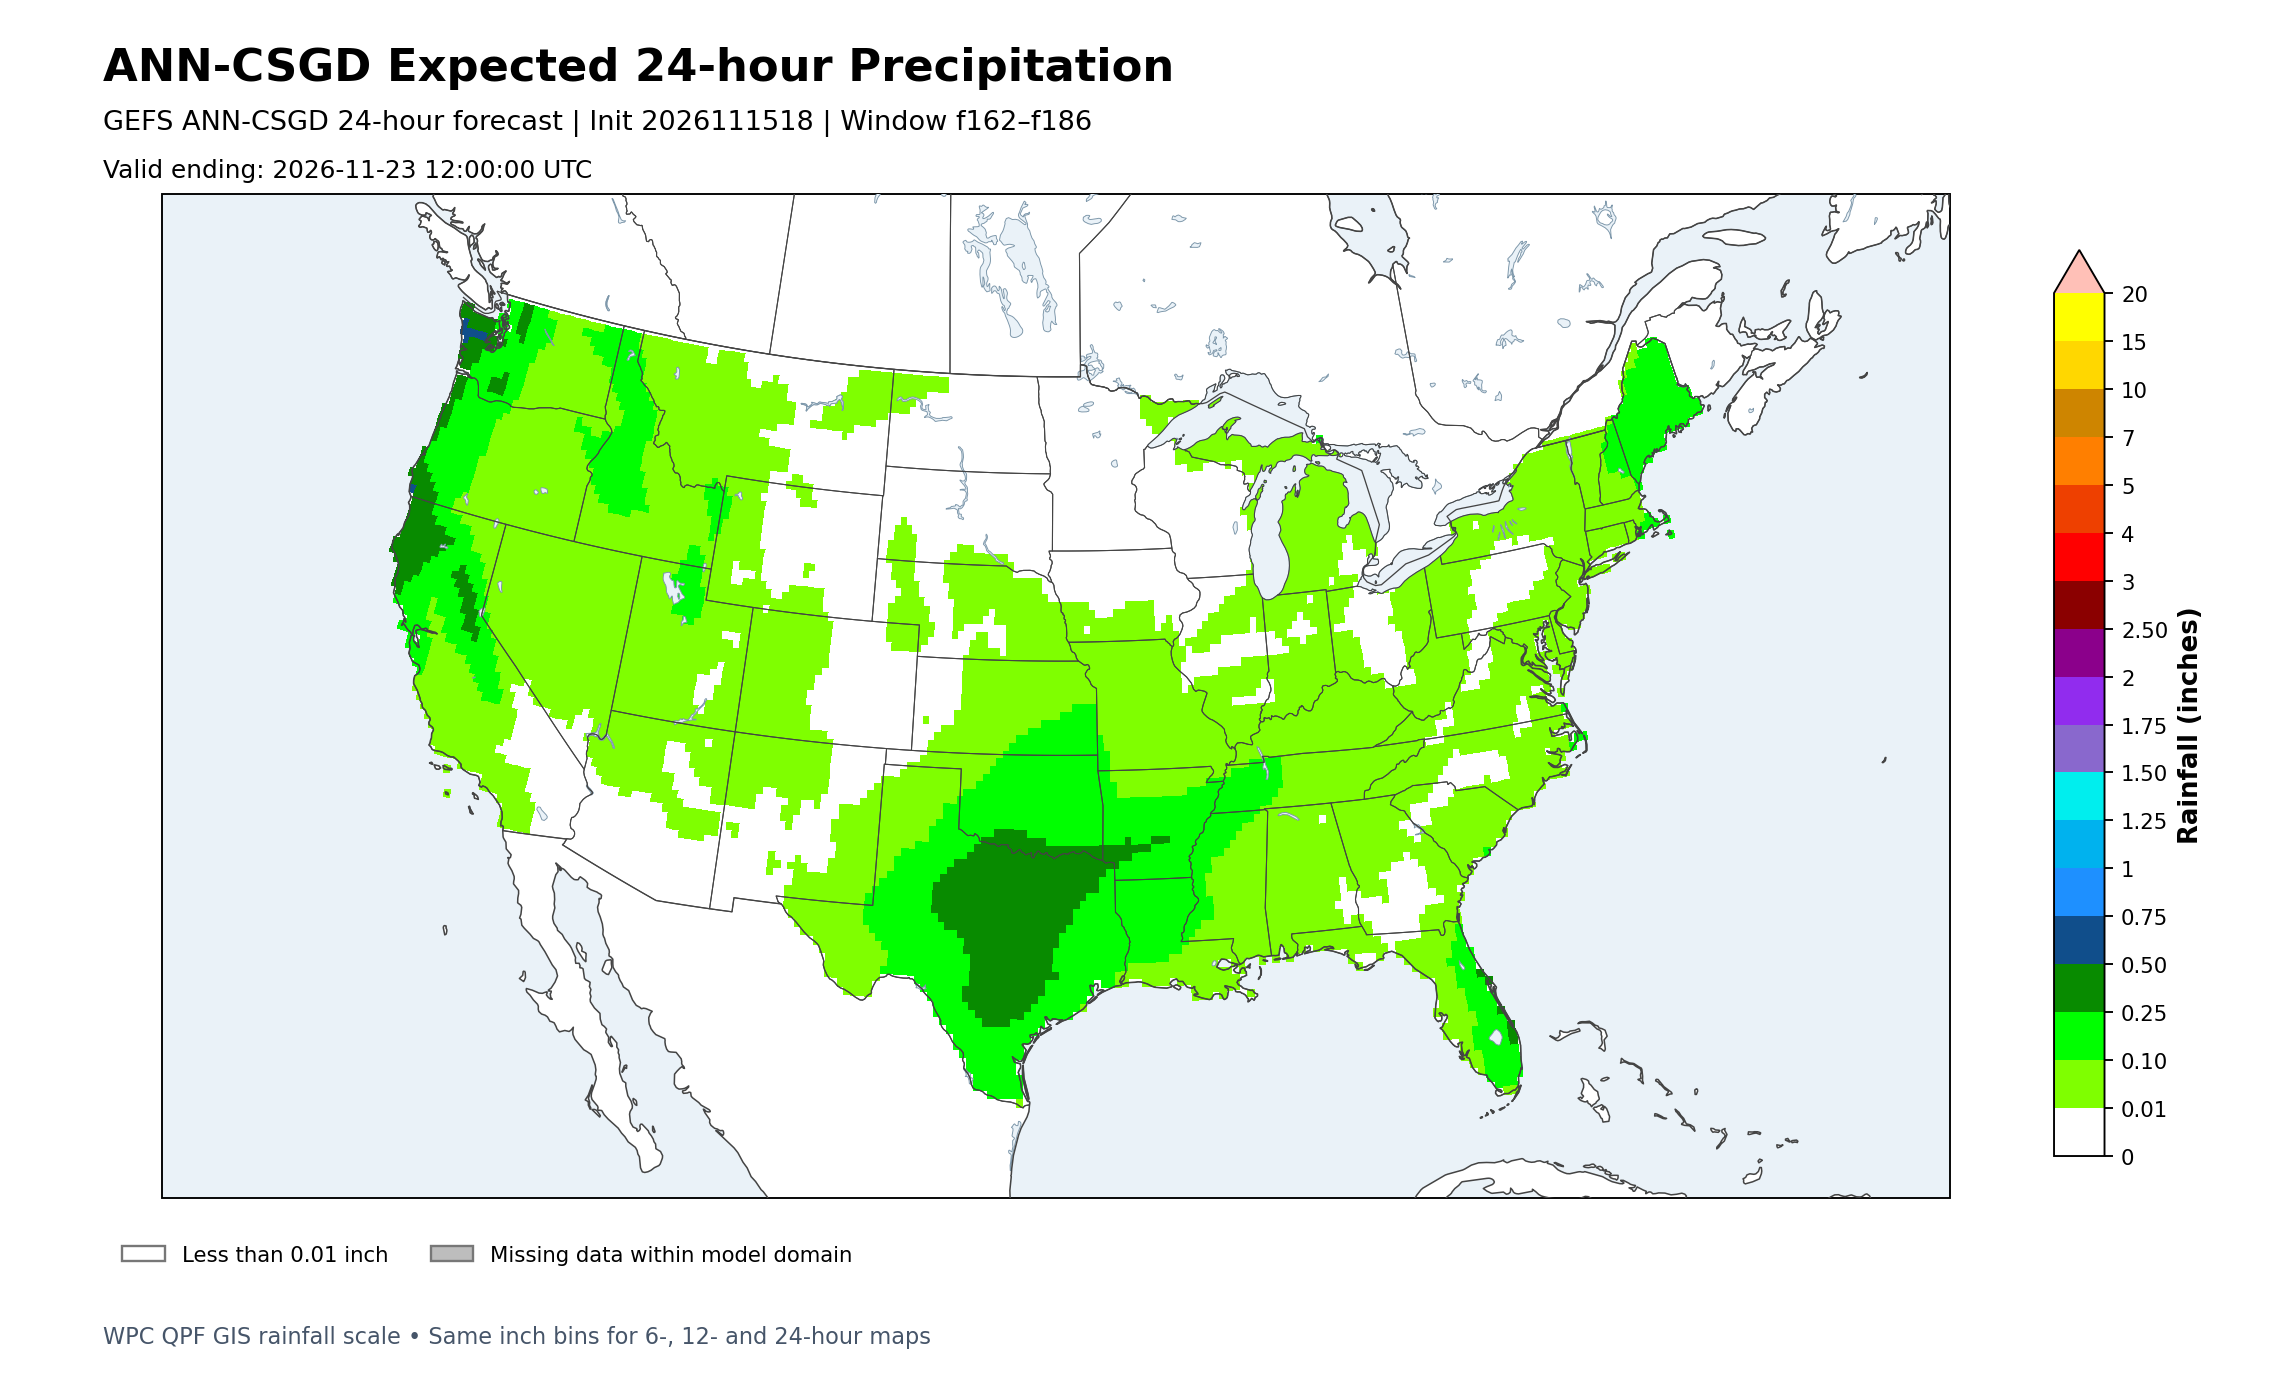 ANN-CSGD Expected 24-hour Precipitation
GEFS ANN-CSGD 24-hour forecast | Init 2026111518 | Window f162–f186
Valid ending: 2026-11-23 12:00:00 UTC
20
15
10
7
5
4
3
2.50
2
1.75
1.50
1.25
1
0.75
0.50
0.25
0.10
0.01
0
Rainfall (inches)
Less than 0.01 inch
Missing data within model domain
WPC QPF GIS rainfall scale • Same inch bins for 6-, 12- and 24-hour maps